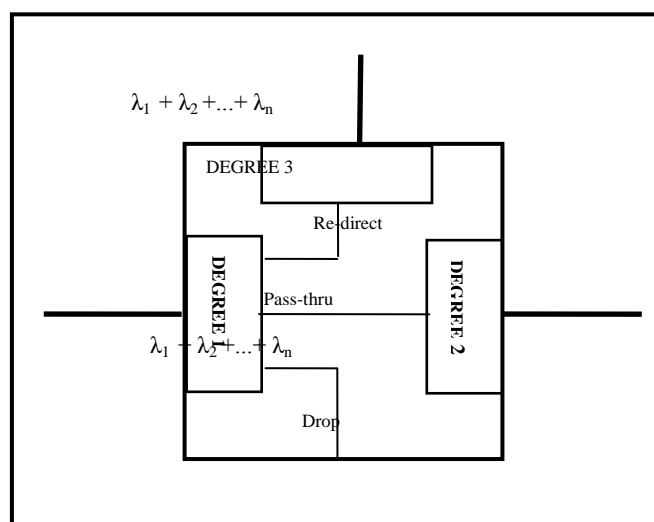 λ₁ + λ₂ +...+ λₙ
DEGREE 3
Re-direct
DEGREE 1
Pass-thru
DEGREE 2
λ₁ + λ₂ +...+ λₙ
Drop